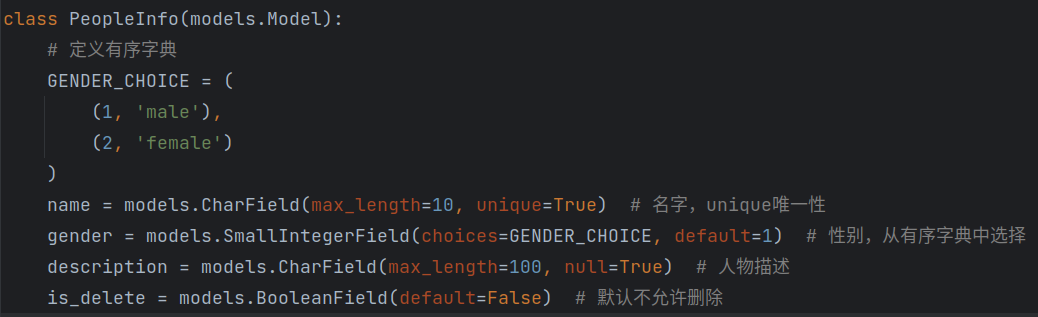 class PeopleInfo(models.Model):
    # 定义有序字典
    GENDER_CHOICE = (
        (1, 'male'),
        (2, 'female')
    )
    name = models.CharField(max_length=10, unique=True)  # 名字，unique唯一性
    gender = models.SmallIntegerField(choices=GENDER_CHOICE, default=1)  # 性别，从有序字典中选择
    description = models.CharField(max_length=100, null=True)  # 人物描述
    is_delete = models.BooleanField(default=False)  # 默认不允许删除